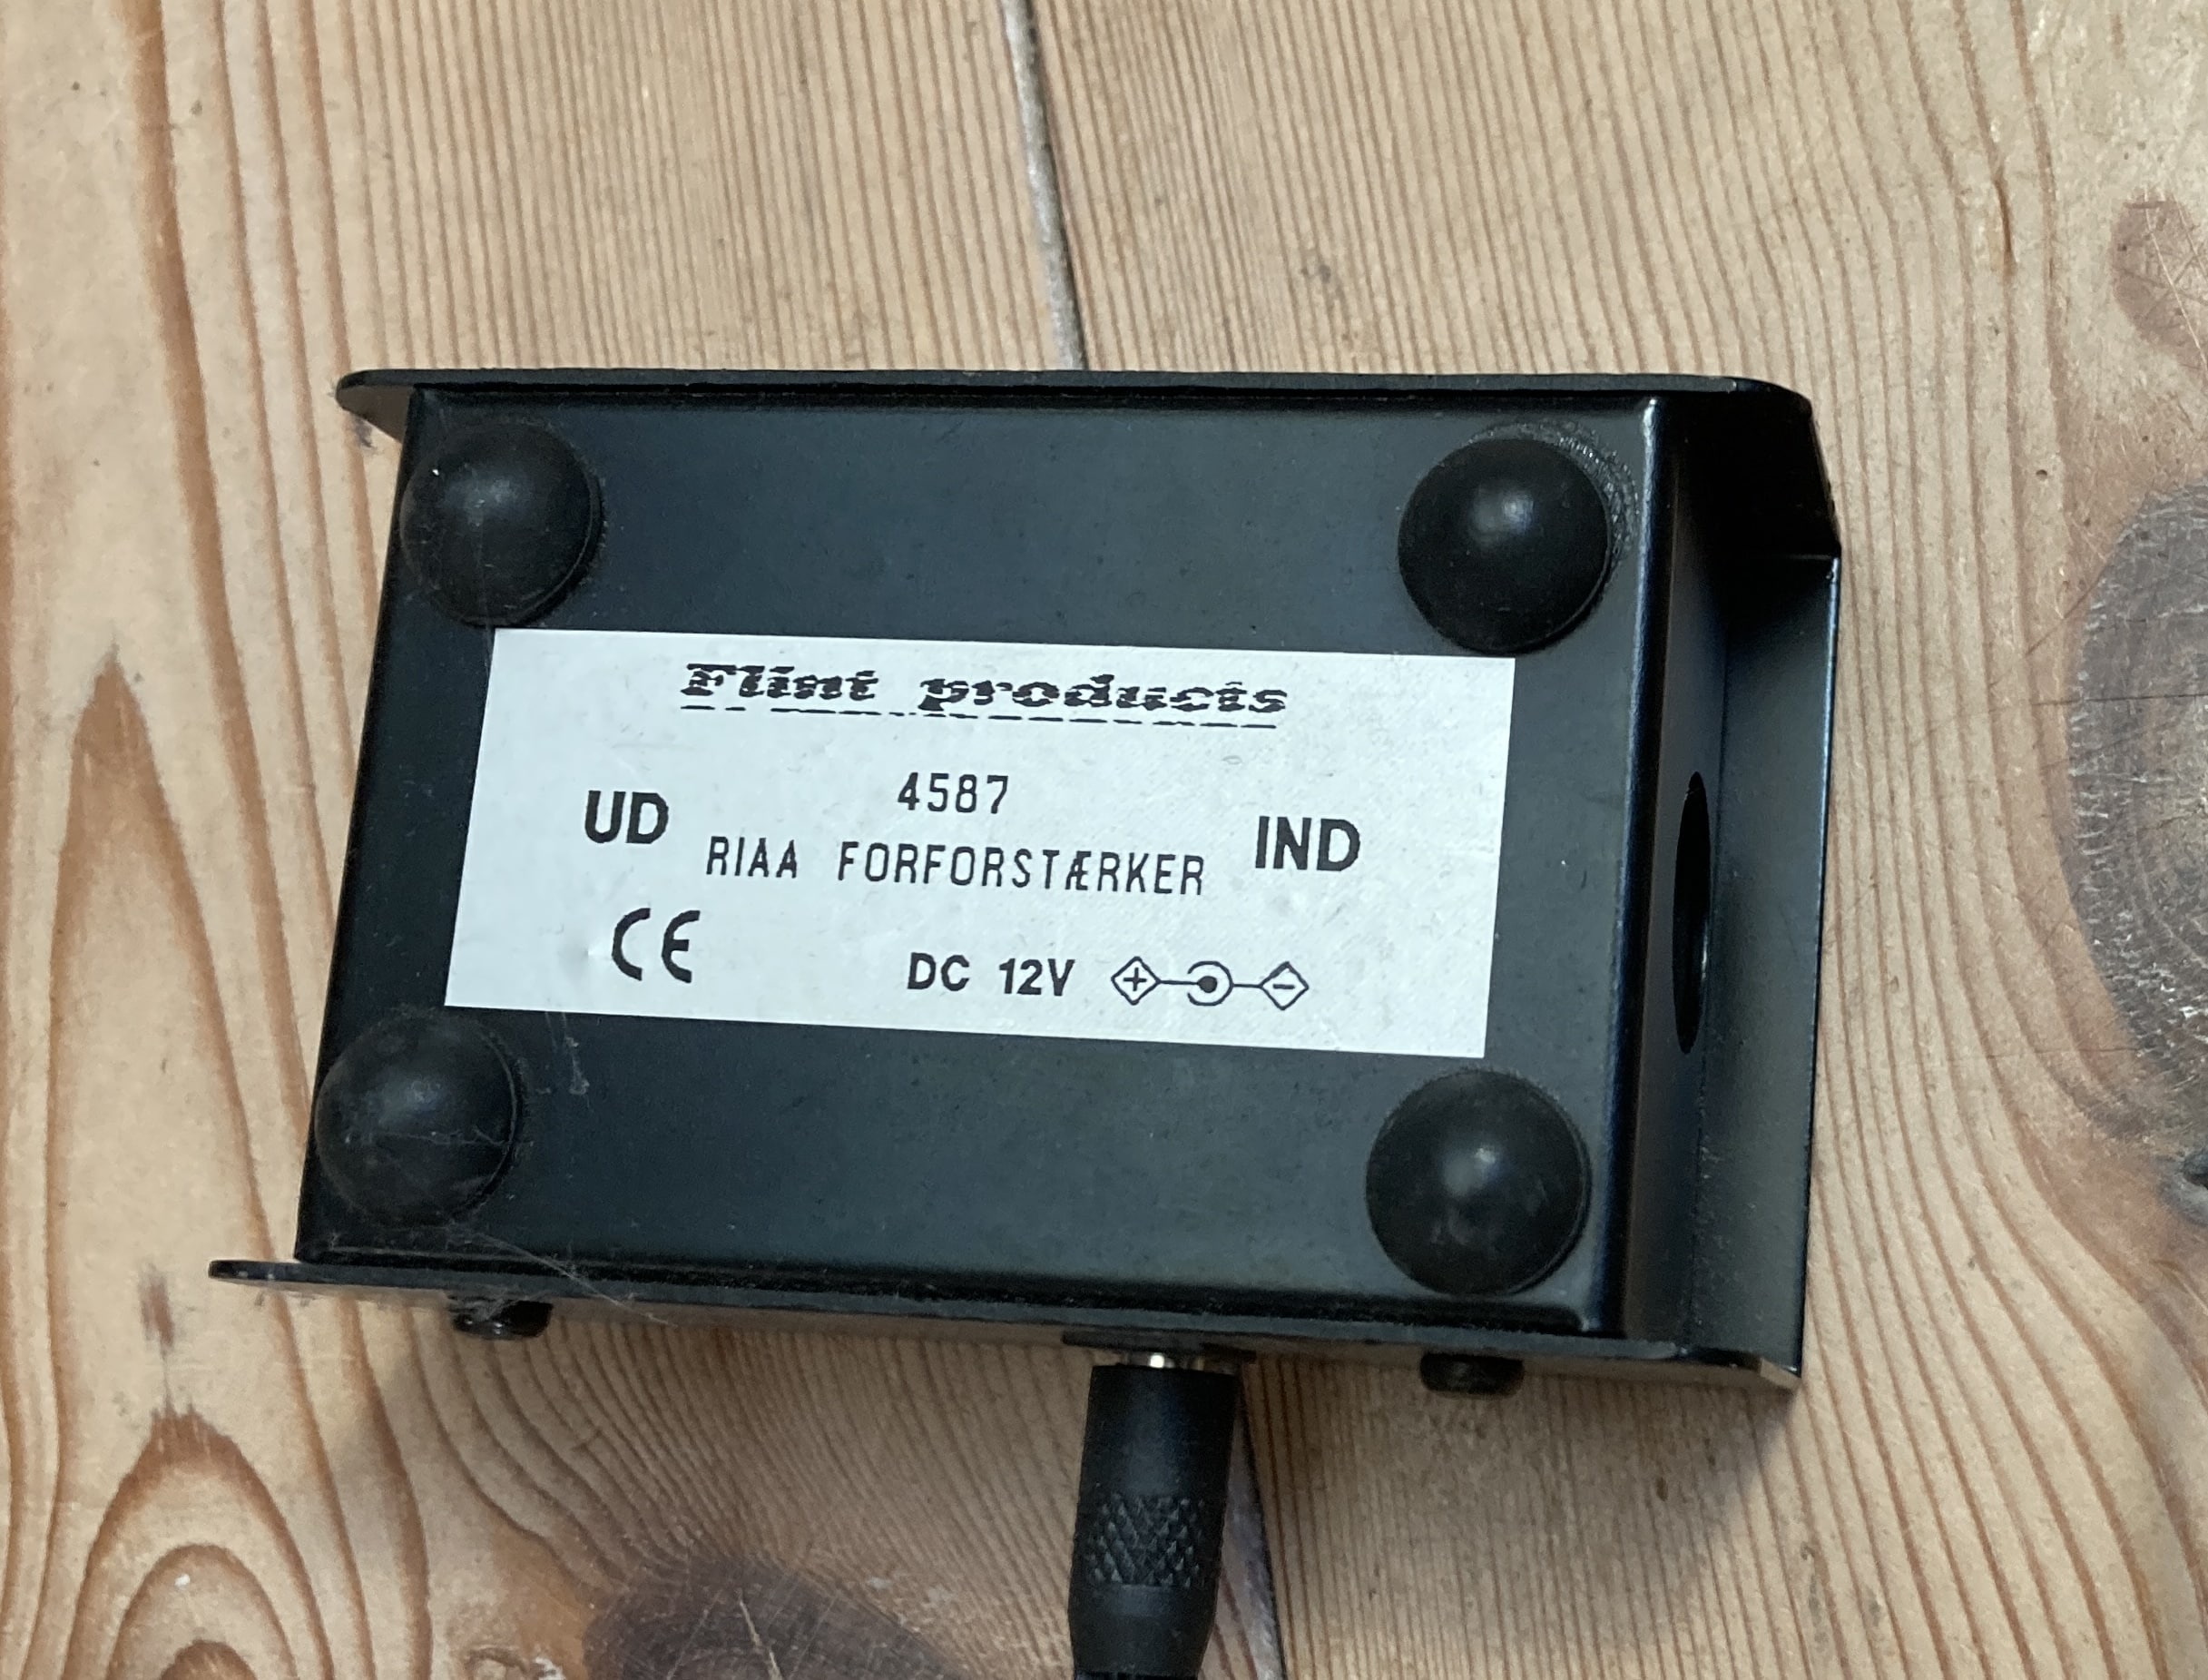 Flint products
4587
UD
IND
RIAA FORFORSTÆRKER
CE
DC 12V + -